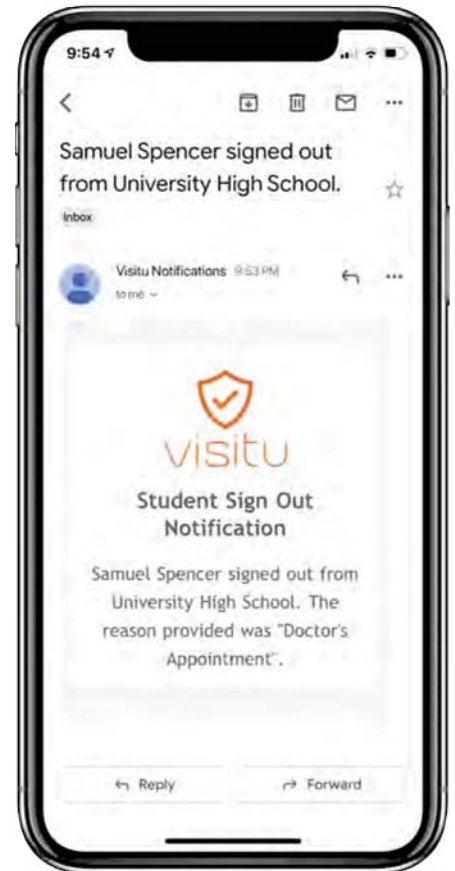 9:54
Samuel Spencer signed out
from University High School.
Inbox
Visitu Notifications 9:53 PM
to me
visitu
Student Sign Out
Notification
Samuel Spencer signed out from
University High School. The
reason provided was "Doctor's
Appointment".
Reply
Forward